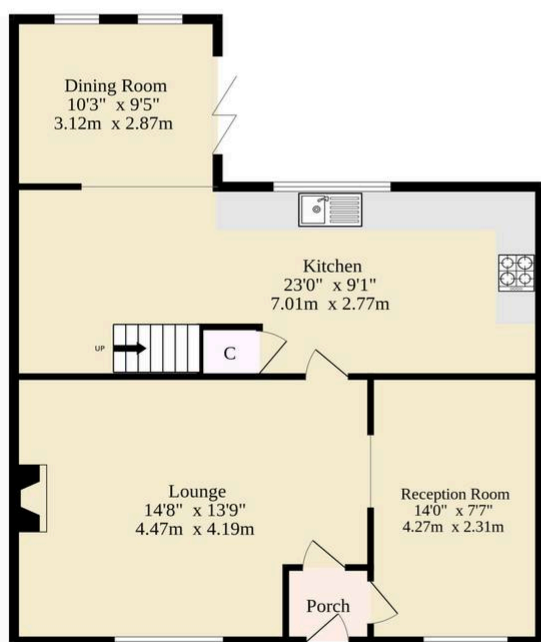 Dining Room
10'3" x 9'5"
3.12m x 2.87m
Kitchen
23'0" x 9'1"
7.01m x 2.77m
UP
C
Lounge
14'8" x 13'9"
4.47m x 4.19m
Reception Room
14'0" x 7'7"
4.27m x 2.31m
Porch